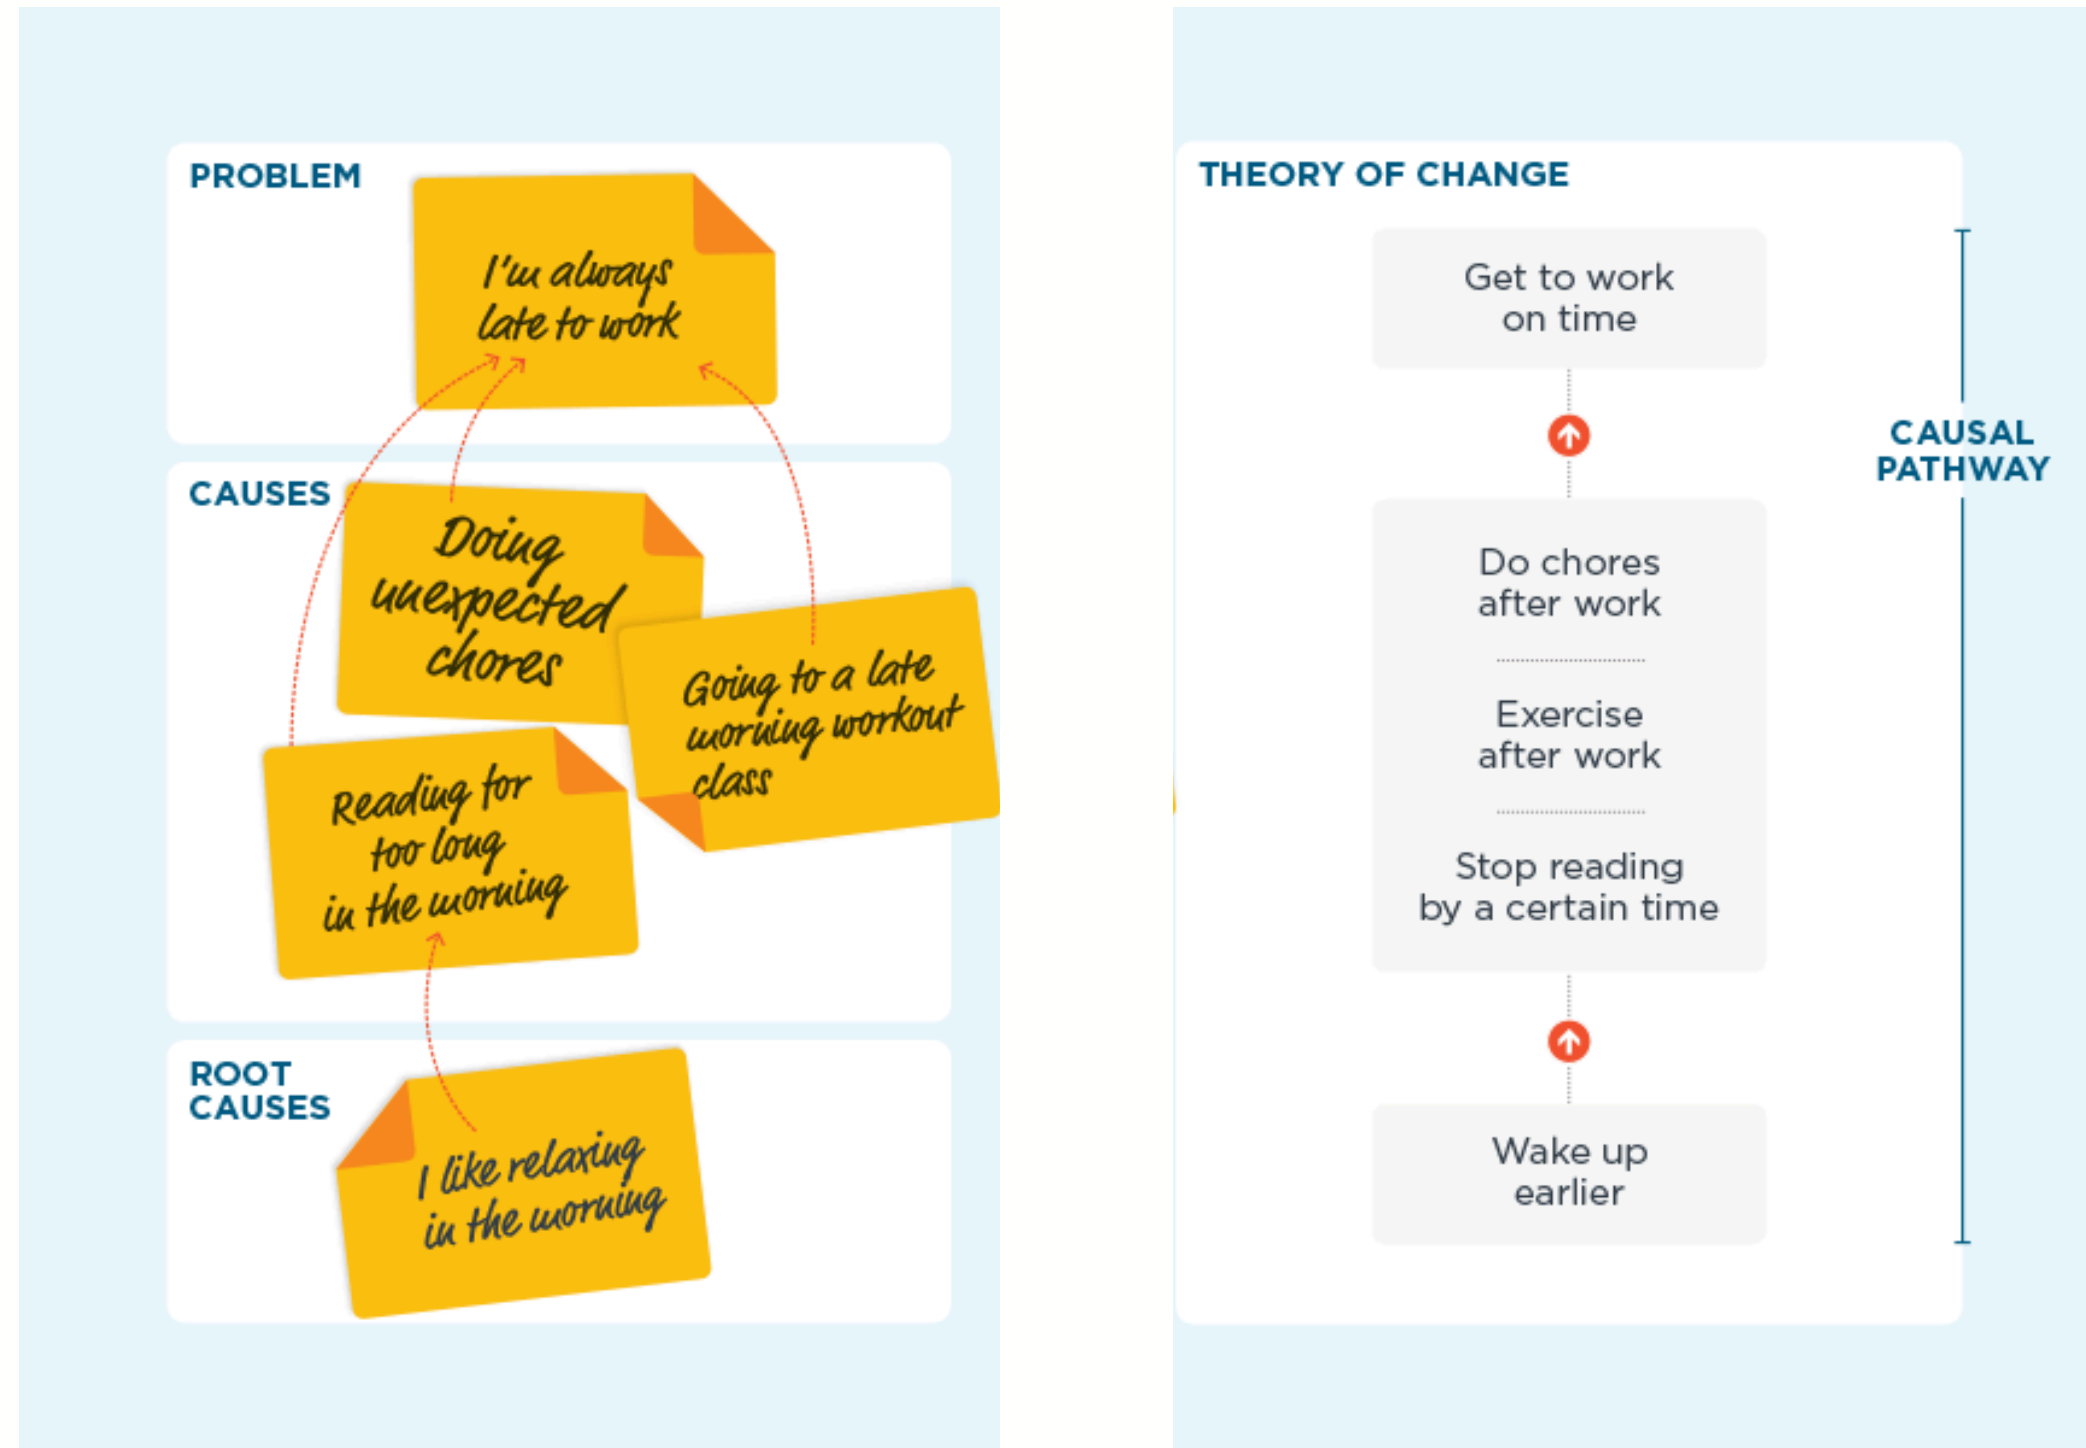 PROBLEM
I'm always
late to work
CAUSES
Doing
unexpected
chores
Going to a late
morning workout
class
Reading for
too long
in the morning
ROOT
CAUSES
I like relaxing
in the morning
THEORY OF CHANGE
Get to work
on time
CAUSAL
PATHWAY
Do chores
after work
Exercise
after work
Stop reading
by a certain time
Wake up
earlier